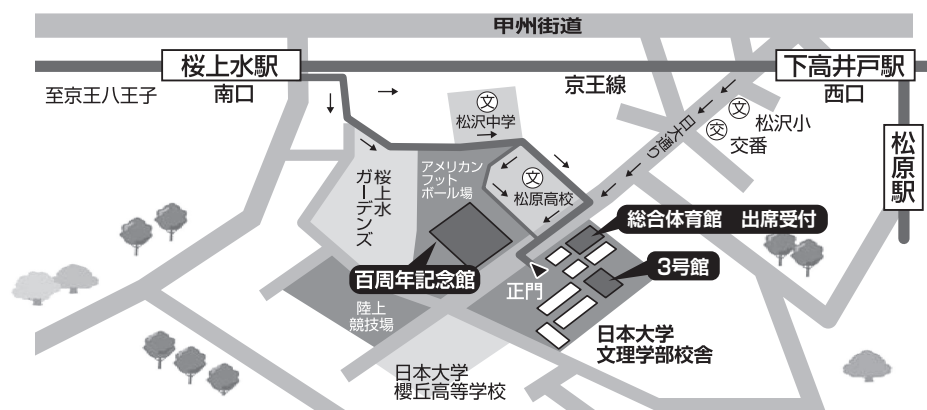 甲州街道
桜上水駅
南口
至京王八王子
京王線
下高井戸駅
西口
松原駅
文
松沢中学
文
松沢小
交
交番
日大通り
アメリカン
フット
ボール場
文
松原高校
桜上水
ガーデンズ
総合体育館 出席受付
3号館
百周年記念館
正門
陸上
競技場
日本大学
文理学部校舎
日本大学
櫻丘高等学校